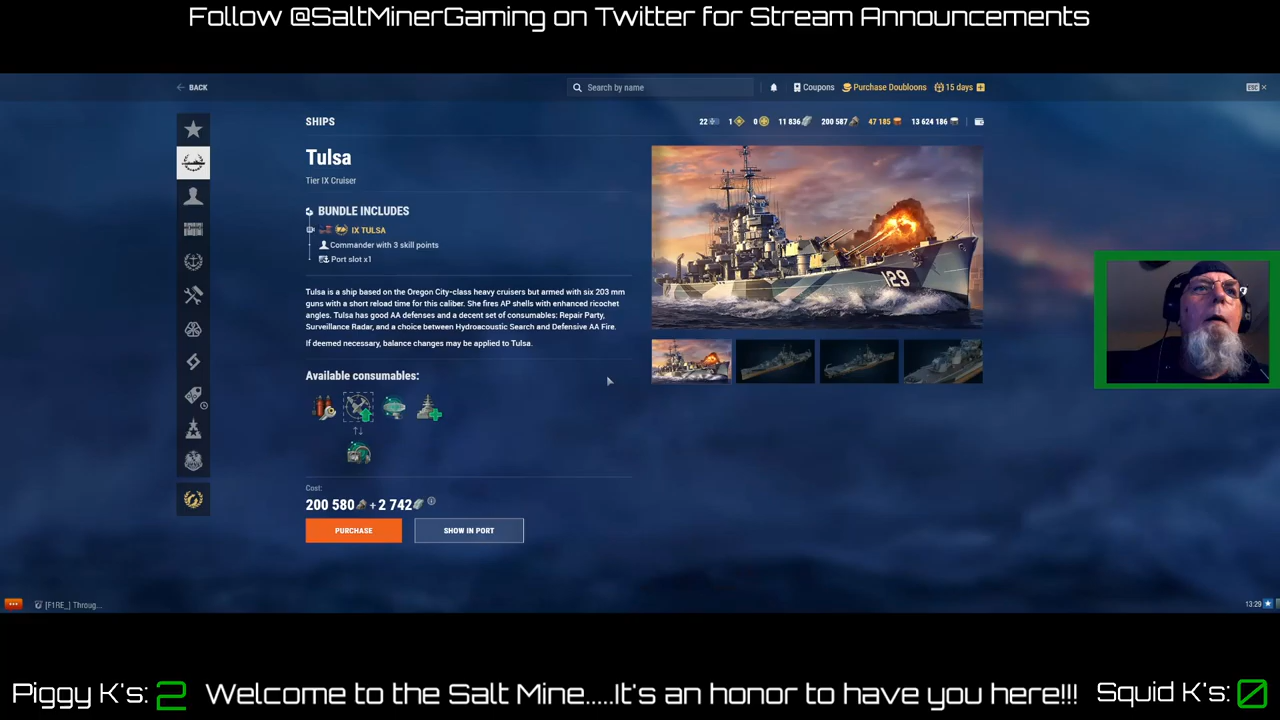 Follow @SaltMinerGaming on Twitter for Stream Announcements
BACK
Search by name
Coupons
Purchase Doubloons
15 days
ESC
SHIPS
22 1 0 11 836 200 587 47 185 13 624 186
Tulsa
Tier IX Cruiser
BUNDLE INCLUDES
IX TULSA
Commander with 3 skill points
Port slot x1
Tulsa is a ship based on the Oregon City-class heavy cruisers but armed with six 203 mm
guns with a short reload time for this caliber. She fires AP shells with enhanced ricochet
angles. Tulsa has good AA defenses and a decent set of consumables: Repair Party,
Surveillance Radar, and a choice between Hydroacoustic Search and Defensive AA Fire.
If deemed necessary, balance changes may be applied to Tulsa.
129
Available consumables:
Cost:
200 580 + 2 742
PURCHASE
SHOW IN PORT
[F1RE_] Throug...
13:29
Piggy K's: 2
Welcome to the Salt Mine.....It's an honor to have you here!!!
Squid K's: 0